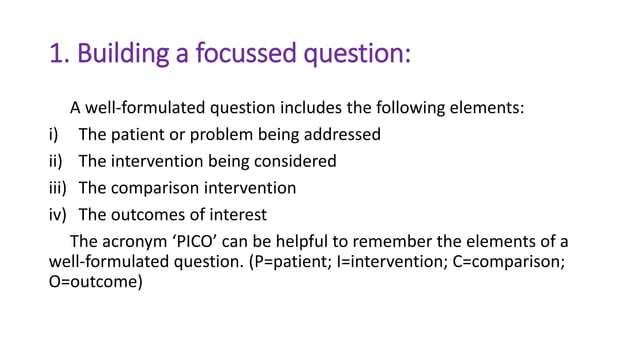 1. Building a focussed question:
A well-formulated question includes the following elements:
i) The patient or problem being addressed
ii) The intervention being considered
iii) The comparison intervention
iv) The outcomes of interest
The acronym ‘PICO’ can be helpful to remember the elements of a
well-formulated question. (P=patient; I=intervention; C=comparison;
O=outcome)